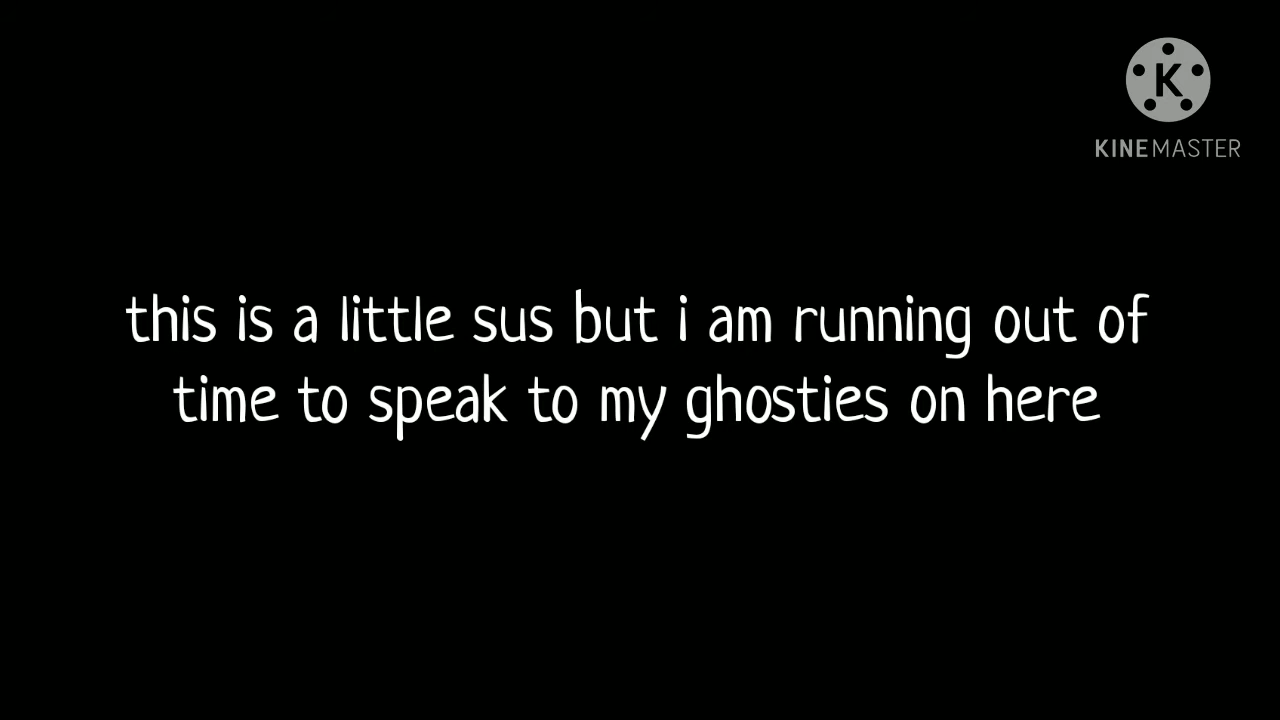 K
KINEMASTER
this is a little sus but i am running out of
time to speak to my ghosties on here